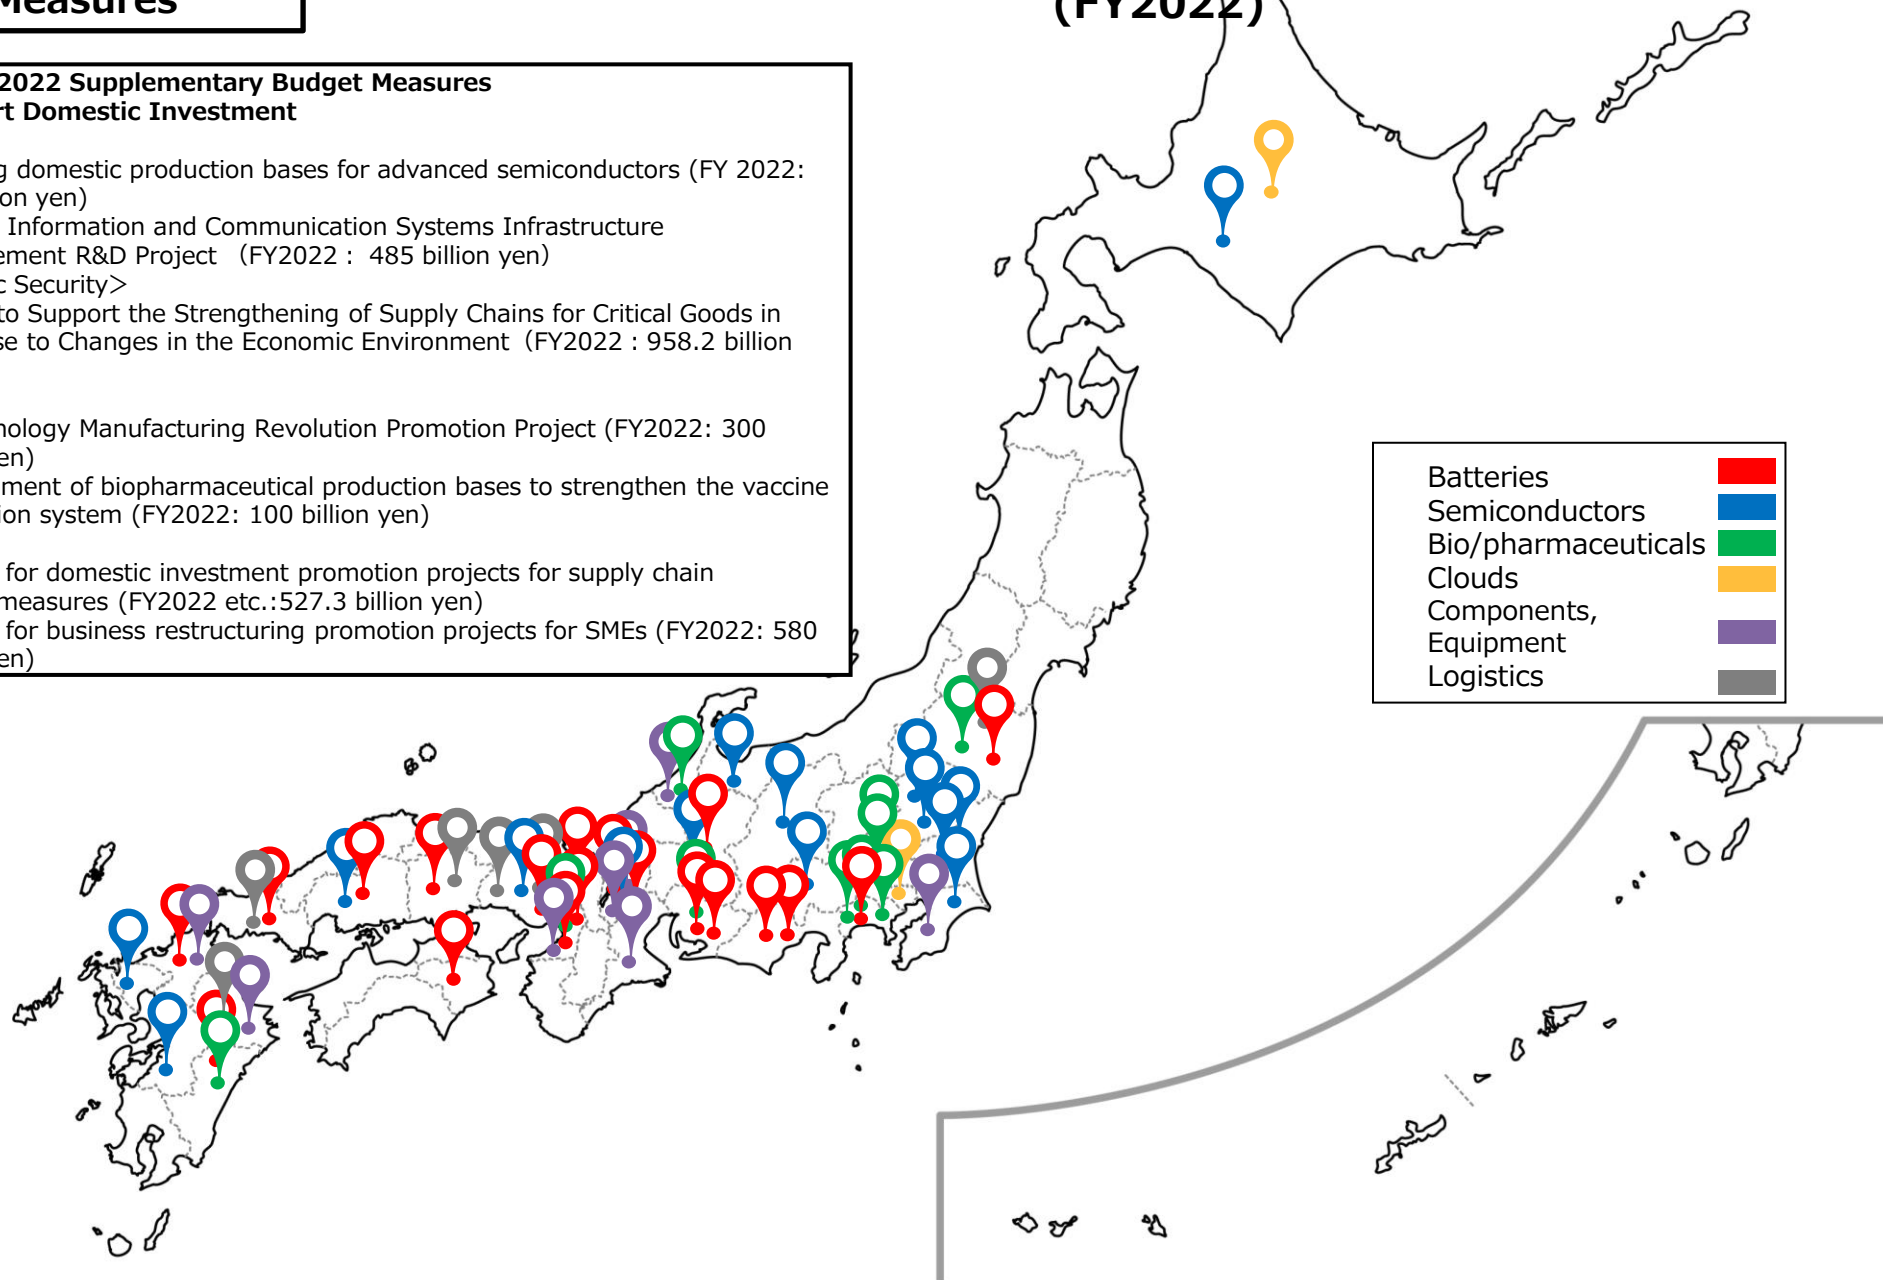 Measures
(FY2022)
2022 Supplementary Budget Measures
rt Domestic Investment
g domestic production bases for advanced semiconductors (FY 2022:
on yen)
Information and Communication Systems Infrastructure
ement R&D Project （FY2022： 485 billion yen）
c Security＞
to Support the Strengthening of Supply Chains for Critical Goods in
se to Changes in the Economic Environment（FY2022：958.2 billion
nology Manufacturing Revolution Promotion Project (FY2022: 300
en)
ment of biopharmaceutical production bases to strengthen the vaccine
ion system (FY2022: 100 billion yen)
for domestic investment promotion projects for supply chain
measures (FY2022 etc.:527.3 billion yen)
for business restructuring promotion projects for SMEs (FY2022: 580
en)
Batteries
Semiconductors
Bio/pharmaceuticals
Clouds
Components,
Equipment
Logistics